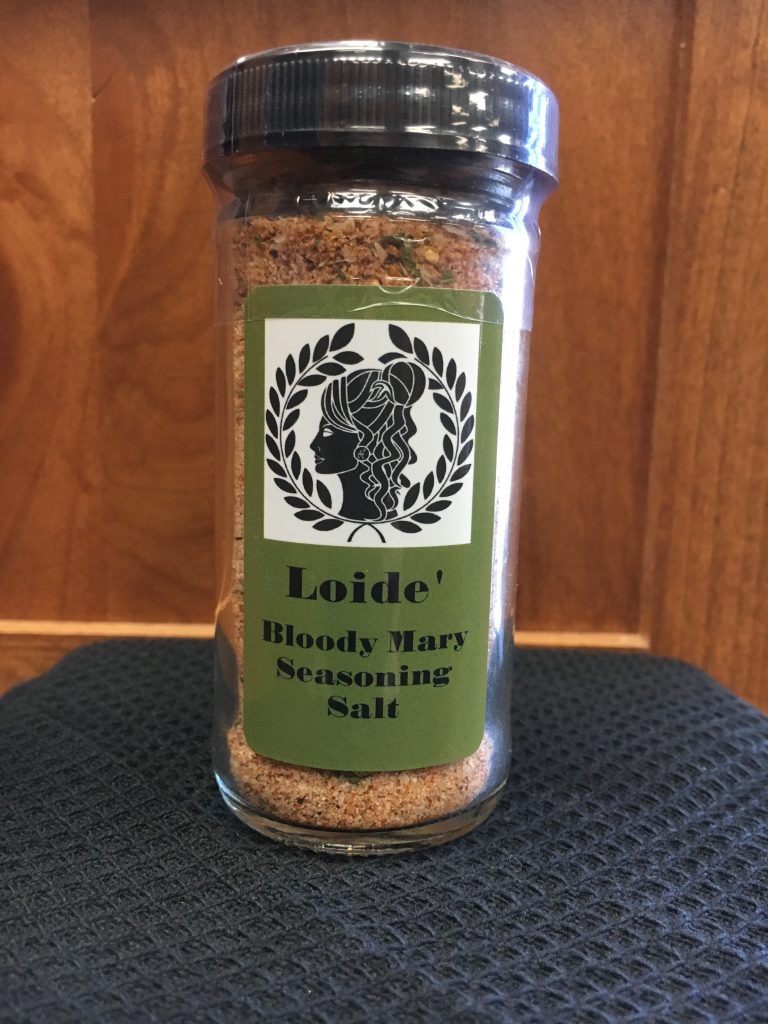 Loide'
Bloody Mary
Seasoning
Salt